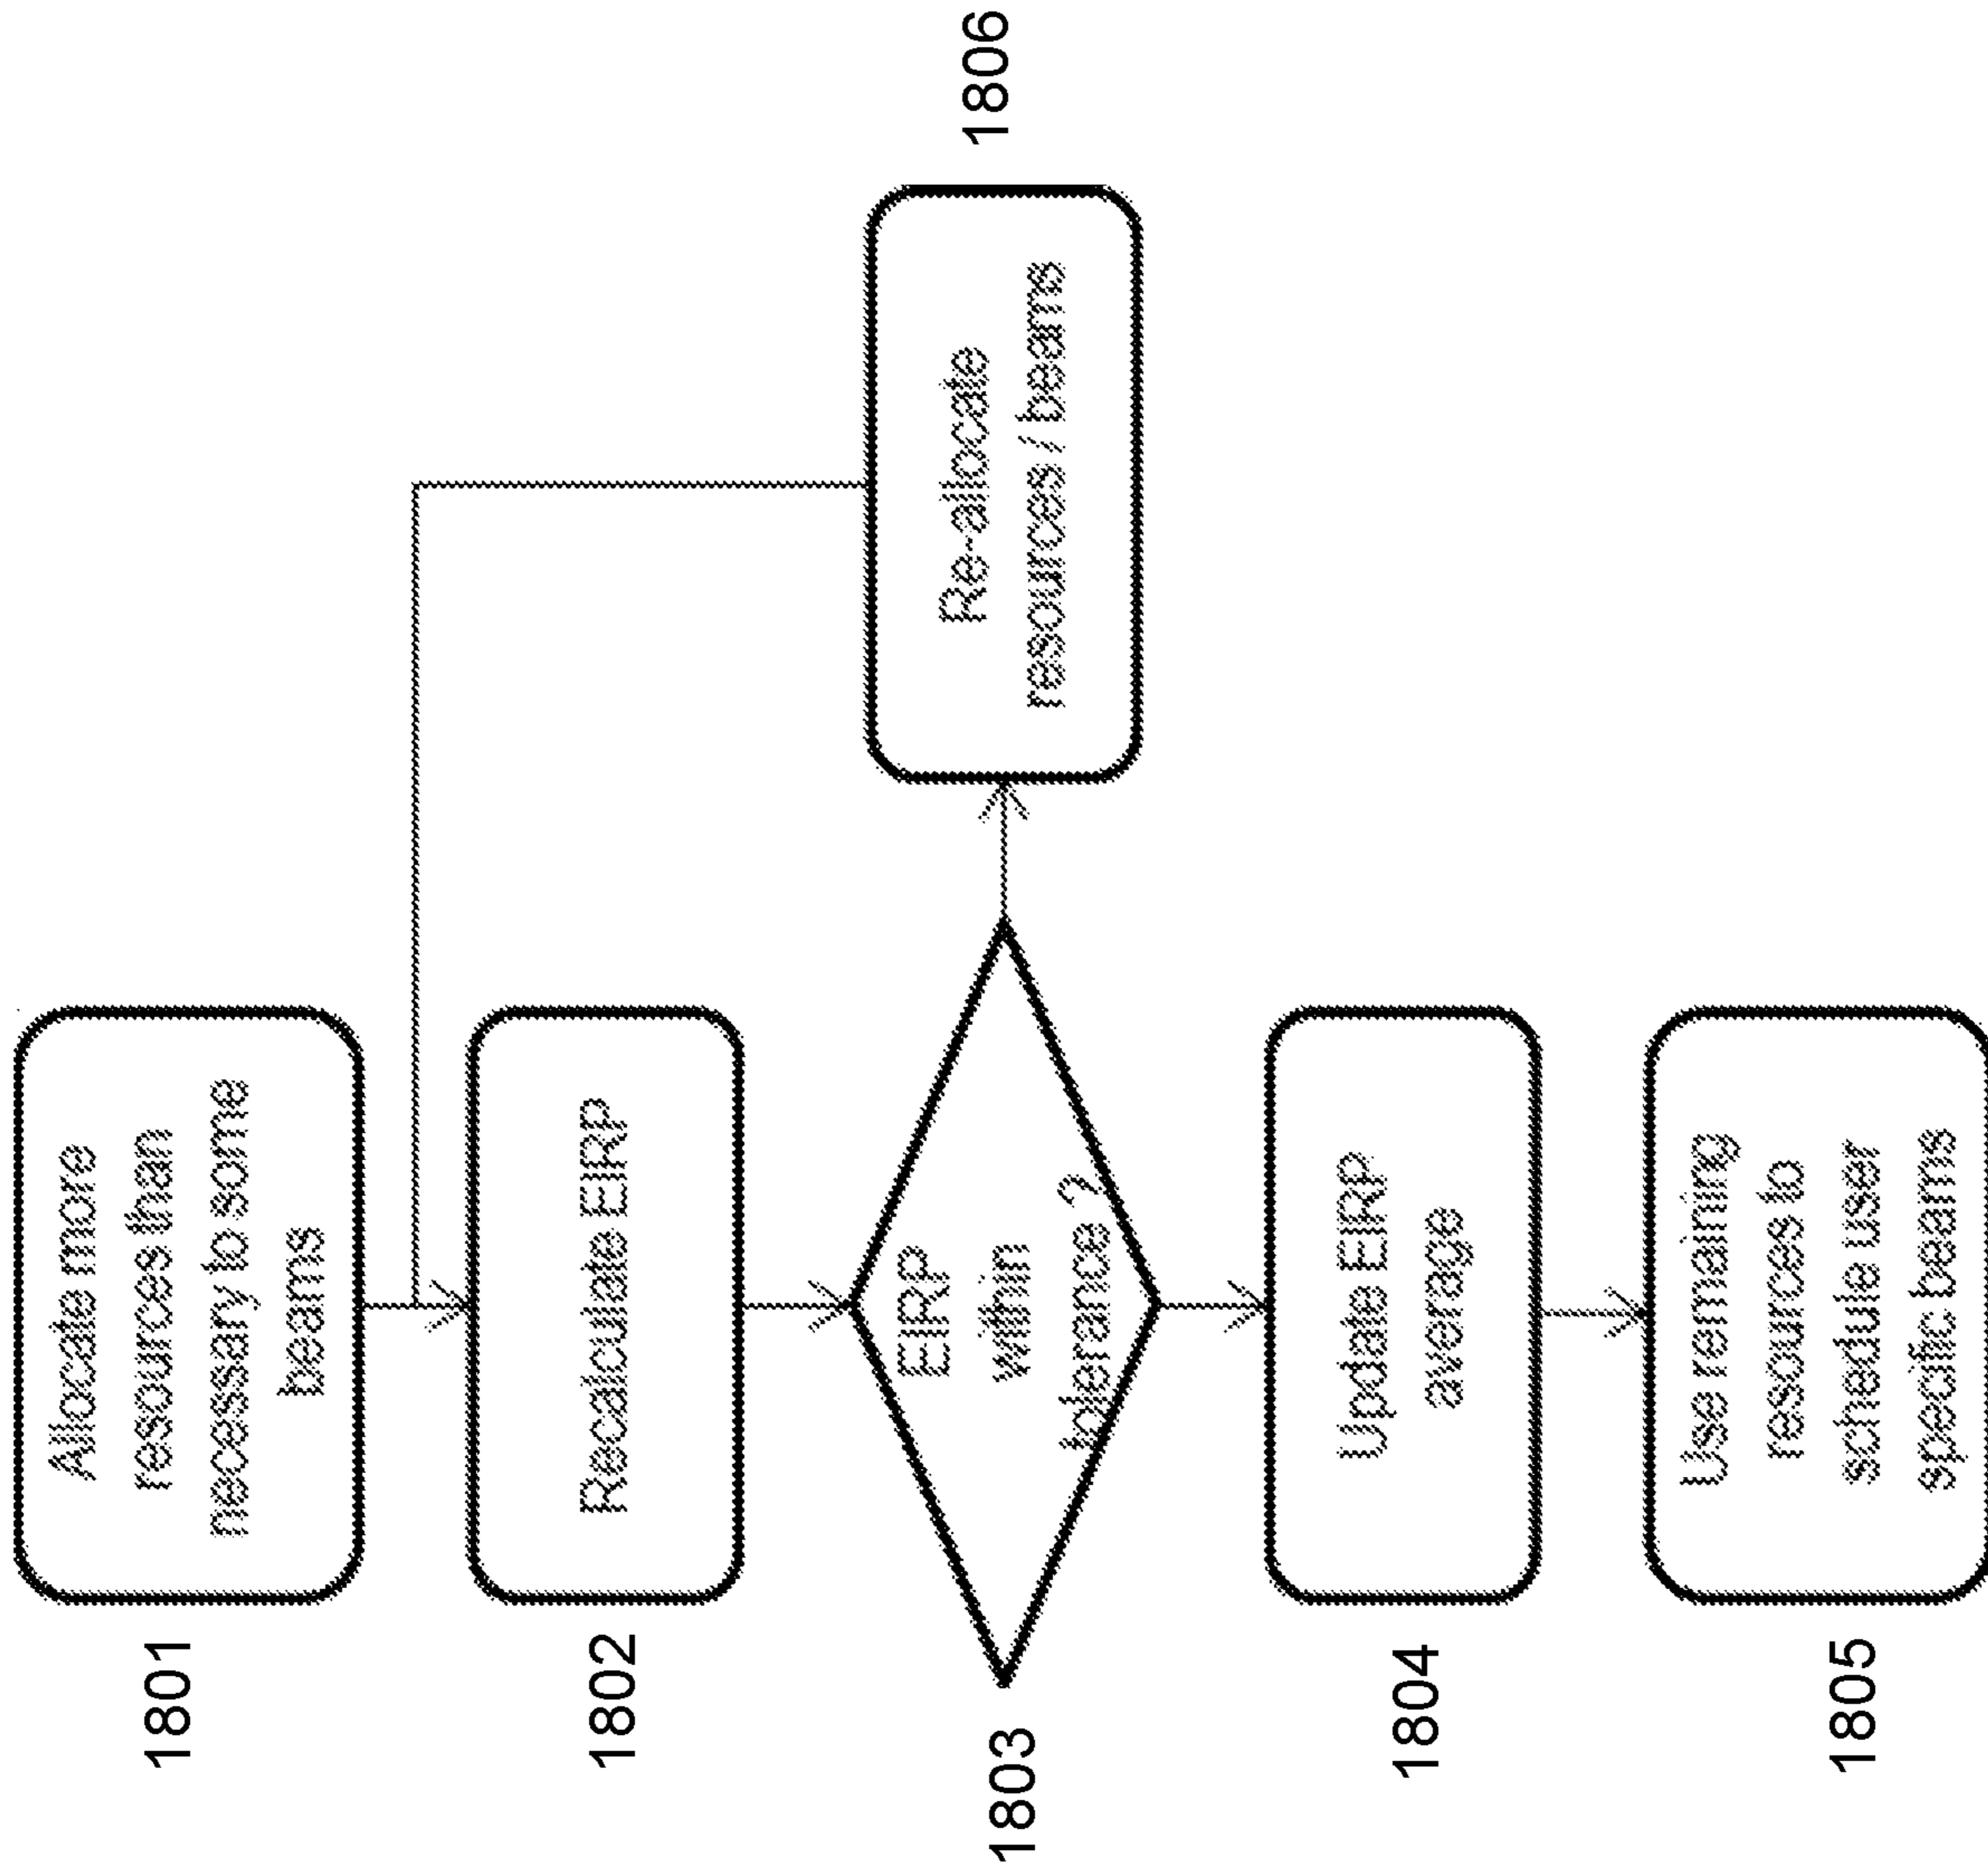 1801
Allocate more
resources than
necessary to some
beams
1802
Recalculate EIRP
1803
EIRP
within
tolerance ?
1806
Re-allocate
resources / beams
1804
Update EIRP
average
1805
Use remaining
resources to
schedule user
specific beams